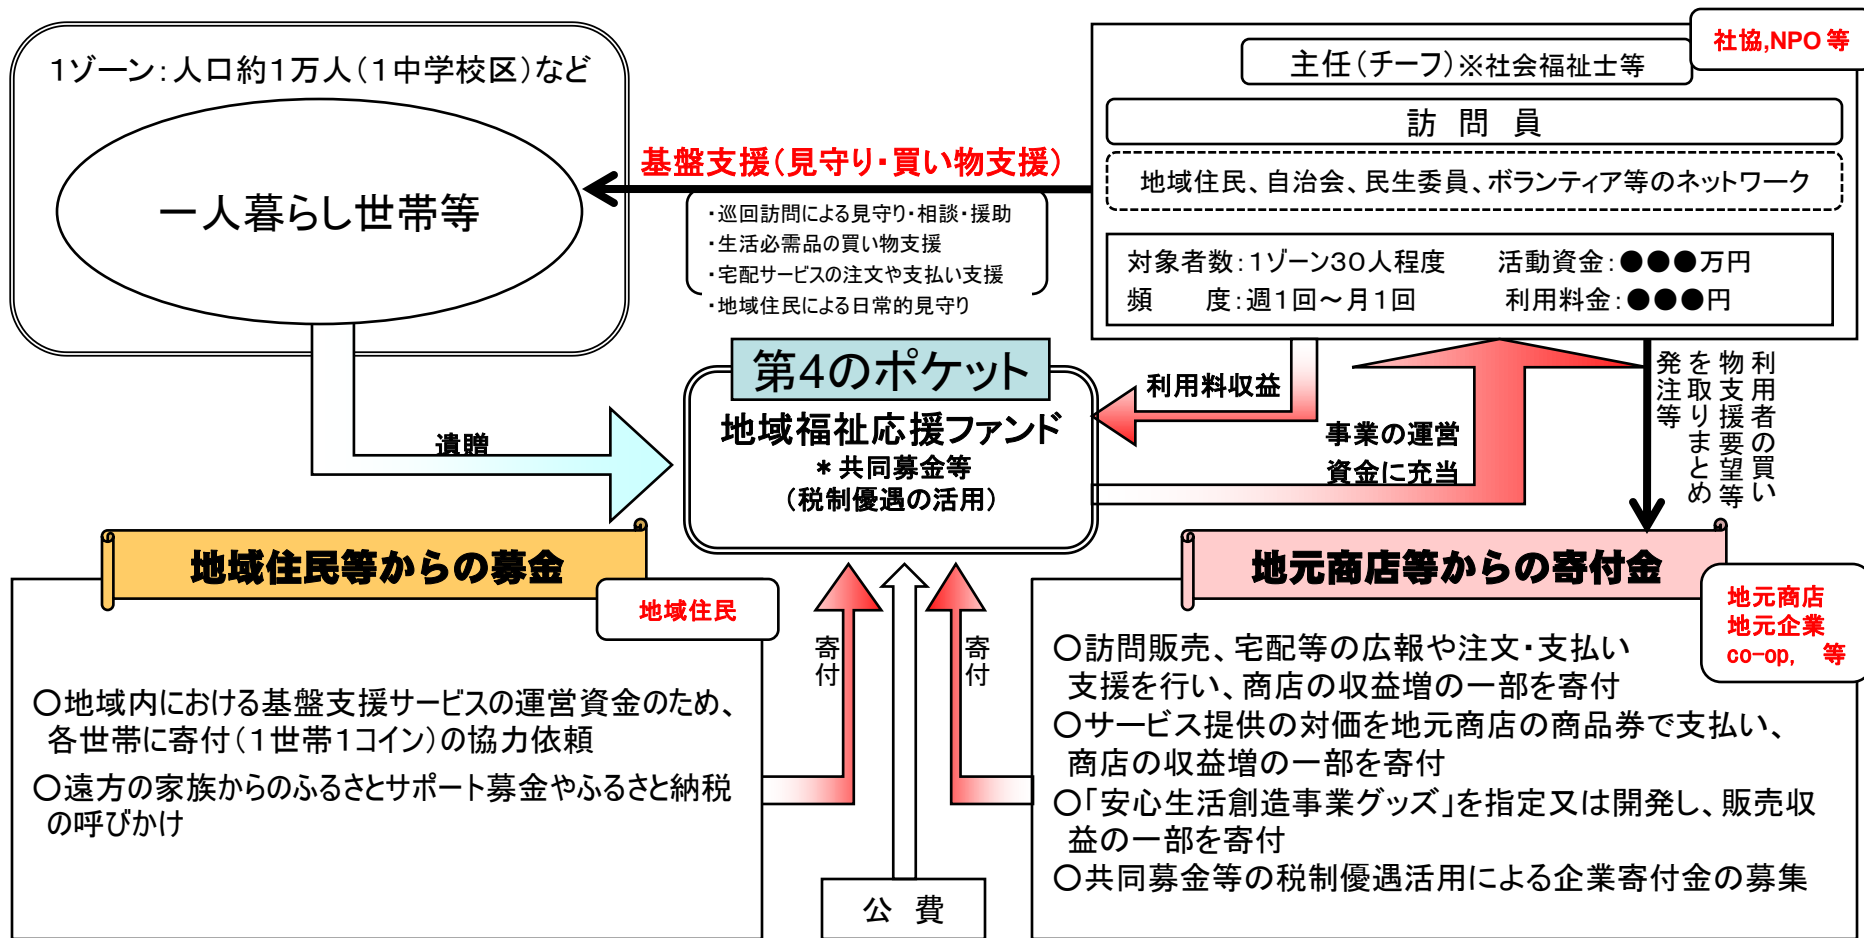 1ゾーン：人口約1万人（1中学校区）など
一人暮らし世帯等
社協,NPO 等
主任（チーフ）※社会福祉士等
訪 問 員
地域住民、自治会、民生委員、ボランティア等のネットワーク
対象者数：1ゾーン30人程度　活動資金：●●●万円
頻　　度：週1回～月1回　利用料金：●●●円
基盤支援（見守り・買い物支援）
・巡回訪問による見守り・相談・援助
・生活必需品の買い物支援
・宅配サービスの注文や支払い支援
・地域住民による日常的見守り
第4のポケット
地域福祉応援ファンド
＊共同募金等
（税制優遇の活用）
遺贈
利用料収益
事業の運営
資金に充当
利用者の買い
物支援要望等
を取りまとめ
発注等
地域住民等からの募金
地域住民
○地域内における基盤支援サービスの運営資金のため、
各世帯に寄付（1世帯1コイン）の協力依頼
○遠方の家族からのふるさとサポート募金やふるさと納税
の呼びかけ
寄付
寄付
公 費
地元商店等からの寄付金
地元商店
地元企業
co-op,　等
○訪問販売、宅配等の広報や注文・支払い
支援を行い、商店の収益増の一部を寄付
○サービス提供の対価を地元商店の商品券で支払い、
商店の収益増の一部を寄付
○「安心生活創造事業グッズ」を指定又は開発し、販売収
益の一部を寄付
○共同募金等の税制優遇活用による企業寄付金の募集